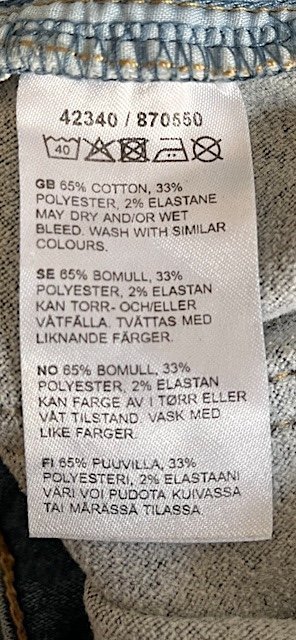 42340 / 870550
40
GB 65% COTTON, 33%
POLYESTER, 2% ELASTANE
MAY DRY AND/OR WET
BLEED. WASH WITH SIMILAR
COLOURS.
SE 65% BOMULL, 33%
POLYESTER, 2% ELASTAN
KAN TORR- OCH/ELLER
VÅTFÄLLA. TVÄTTAS MED
LIKNANDE FÄRGER.
NO 65% BOMULL, 33%
POLYESTER, 2% ELASTAN
KAN FARGE AV I TØRR ELLER
VÅT TILSTAND. VASK MED
LIKE FARGER.
FI 65% PUUVILLA, 33%
POLYESTERI, 2% ELASTAANI
VÄRI VOI PUDOTA KUIVASSA
TAI MÄRÄSSÄ TILASSA.